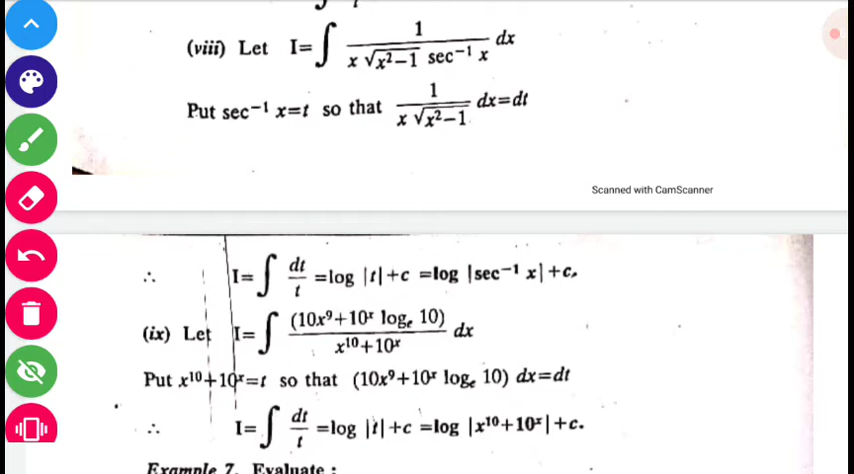 (viii) Let I=∫ 1/(x √x²−1 sec⁻¹ x) dx
Put sec⁻¹ x=t so that 1/(x √x²−1) dx=dt
Scanned with CamScanner
∴ I=∫ dt/t =log |t|+c =log |sec⁻¹ x|+c.
(ix) Let I=∫ (10x⁹+10ˣ logₑ 10)/(x¹⁰+10ˣ) dx
Put x¹⁰+10ˣ=t so that (10x⁹+10ˣ logₑ 10) dx=dt
∴ I=∫ dt/t =log |t|+c =log |x¹⁰+10ˣ|+c.
Example 7. Evaluate :